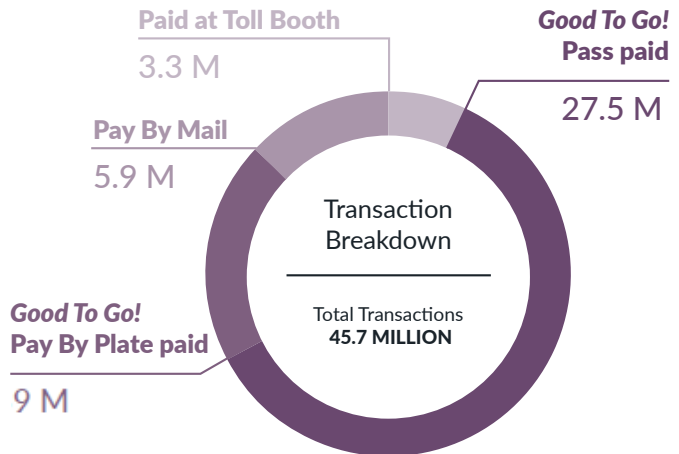 Paid at Toll Booth
3.3 M
Good To Go!
Pass paid
27.5 M
Pay By Mail
5.9 M
Transaction
Breakdown
Total Transactions
45.7 MILLION
Good To Go!
Pay By Plate paid
9 M